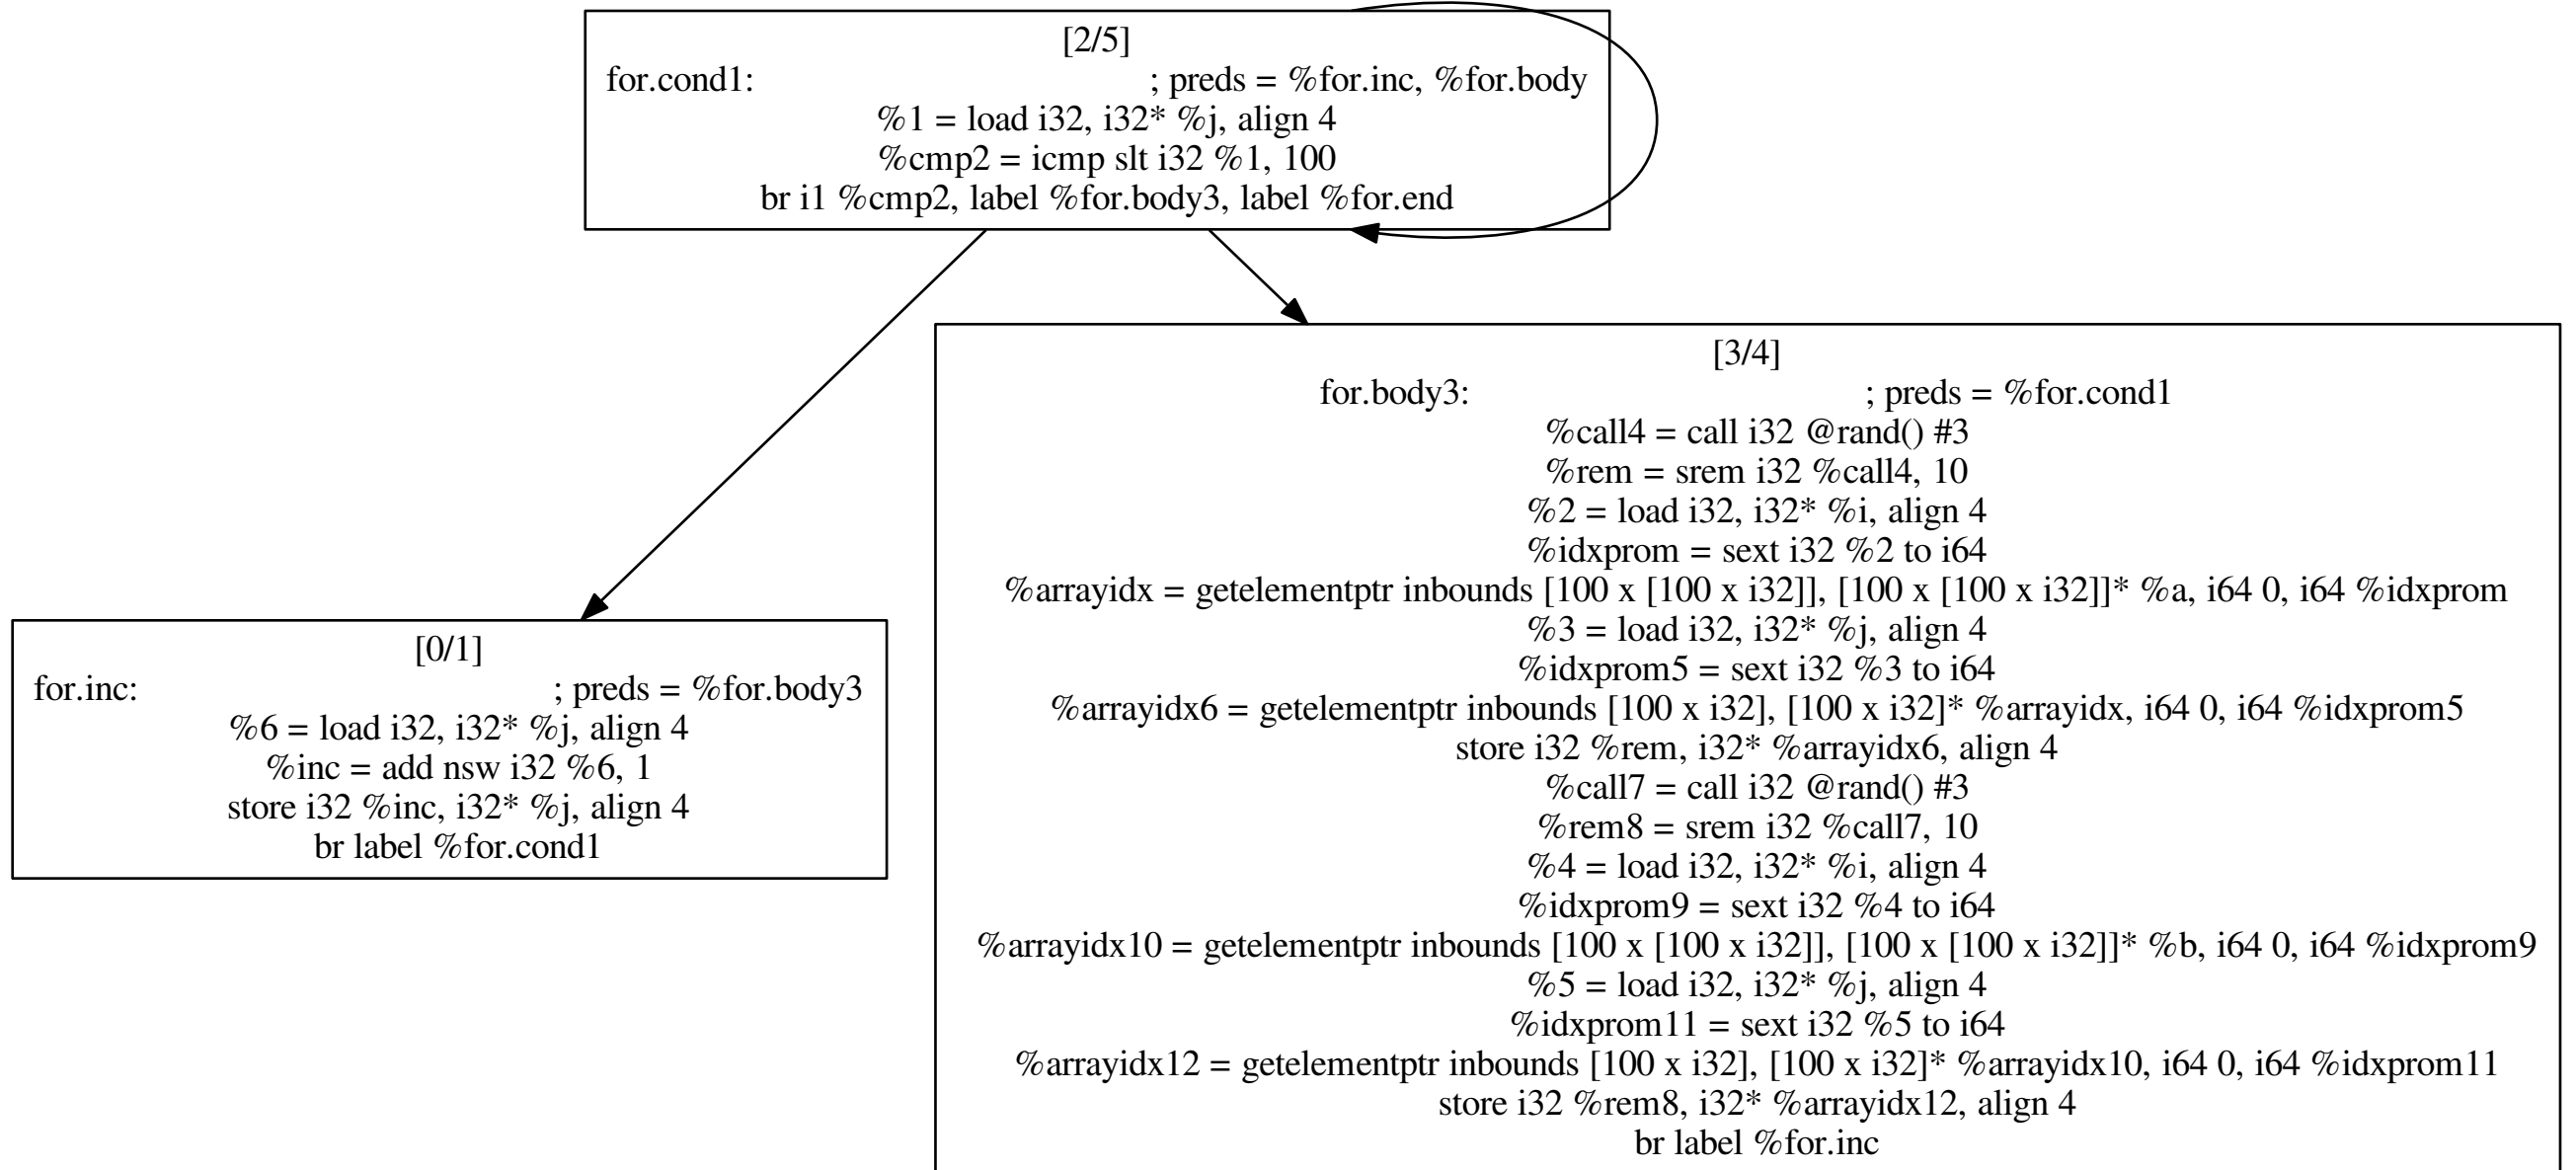 [2/5]
for.cond1: ; preds = %for.inc, %for.body
%1 = load i32, i32* %j, align 4
%cmp2 = icmp slt i32 %1, 100
br i1 %cmp2, label %for.body3, label %for.end
[0/1]
for.inc: ; preds = %for.body3
%6 = load i32, i32* %j, align 4
%inc = add nsw i32 %6, 1
store i32 %inc, i32* %j, align 4
br label %for.cond1
[3/4]
for.body3: ; preds = %for.cond1
%call4 = call i32 @rand() #3
%rem = srem i32 %call4, 10
%2 = load i32, i32* %i, align 4
%idxprom = sext i32 %2 to i64
%arrayidx = getelementptr inbounds [100 x [100 x i32]], [100 x [100 x i32]]* %a, i64 0, i64 %idxprom
%3 = load i32, i32* %j, align 4
%idxprom5 = sext i32 %3 to i64
%arrayidx6 = getelementptr inbounds [100 x i32], [100 x i32]* %arrayidx, i64 0, i64 %idxprom5
store i32 %rem, i32* %arrayidx6, align 4
%call7 = call i32 @rand() #3
%rem8 = srem i32 %call7, 10
%4 = load i32, i32* %i, align 4
%idxprom9 = sext i32 %4 to i64
%arrayidx10 = getelementptr inbounds [100 x [100 x i32]], [100 x [100 x i32]]* %b, i64 0, i64 %idxprom9
%5 = load i32, i32* %j, align 4
%idxprom11 = sext i32 %5 to i64
%arrayidx12 = getelementptr inbounds [100 x i32], [100 x i32]* %arrayidx10, i64 0, i64 %idxprom11
store i32 %rem8, i32* %arrayidx12, align 4
br label %for.inc